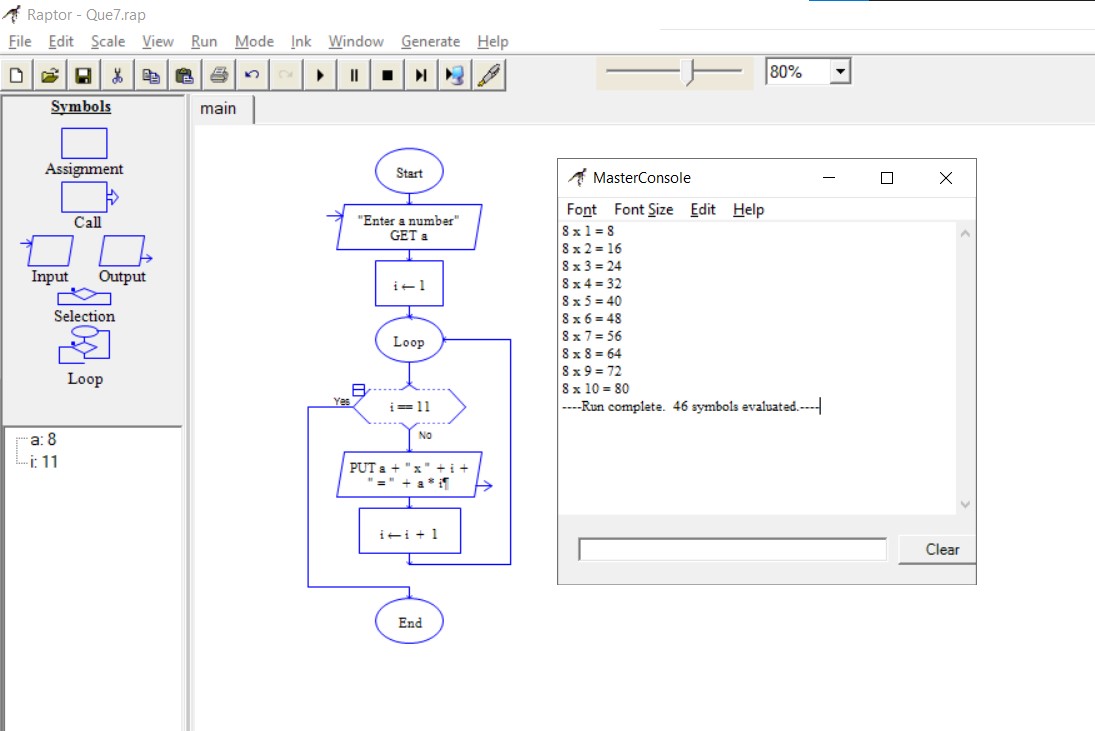 Raptor - Que7.rap
File Edit Scale View Run Mode Ink Window Generate Help
80%
Symbols
Assignment
Call
Input Output
Selection
Loop
a: 8
i: 11
main
Start
"Enter a number"
GET a
i ← 1
Loop
Yes
i == 11
No
PUT a + " x " + i +
" = " + a * i¶
i ← i + 1
End
MasterConsole
Font Font Size Edit Help
8 x 1 = 8
8 x 2 = 16
8 x 3 = 24
8 x 4 = 32
8 x 5 = 40
8 x 6 = 48
8 x 7 = 56
8 x 8 = 64
8 x 9 = 72
8 x 10 = 80
----Run complete.  46 symbols evaluated.----
Clear